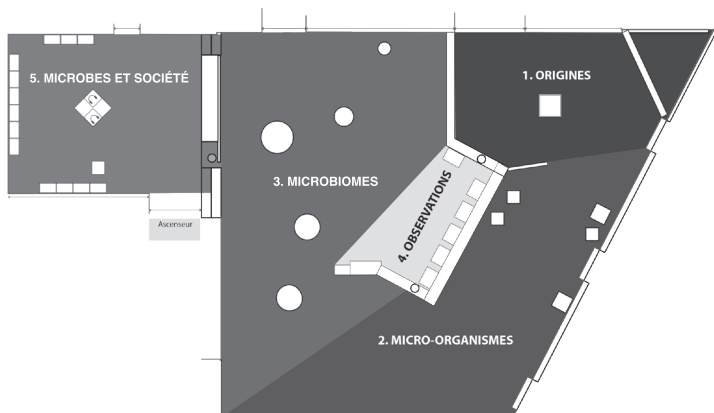 1. ORIGINES
2. MICRO-ORGANISMES
3. MICROBIOMES
4. OBSERVATIONS
5. MICROBES ET SOCIÉTÉ
Ascenseur